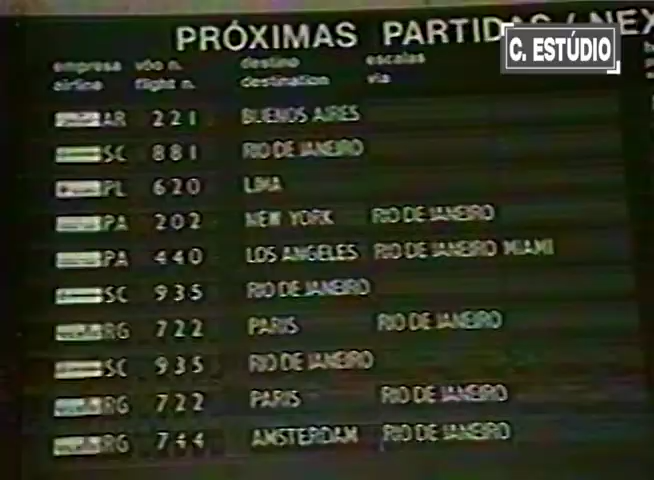 PRÓXIMAS PARTIDAS / NEX
C. ESTÚDIO
empresa vôo n. destino escalas
airline flight n. destination via
AR 221 BUENOS AIRES
SC 881 RIO DE JANEIRO
PL 620 LIMA
PA 202 NEW YORK RIO DE JANEIRO
PA 440 LOS ANGELES RIO DE JANEIRO MIAMI
SC 935 RIO DE JANEIRO
RG 722 PARIS RIO DE JANEIRO
SC 935 RIO DE JANEIRO
RG 722 PARIS RIO DE JANEIRO
RG 744 AMSTERDAM RIO DE JANEIRO